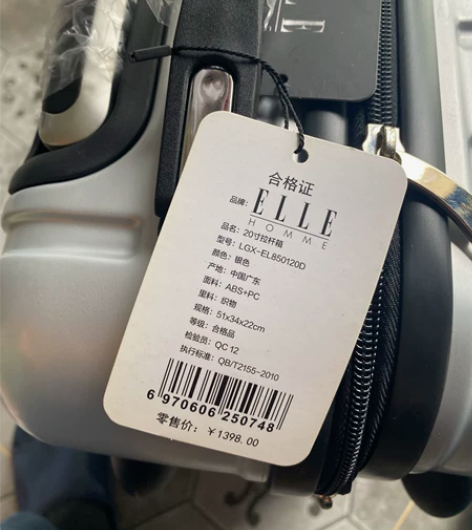 ELLE
合格证
品牌: ELLE
HOMME
品名: 20寸拉杆箱
型号: LGX-EL850120D
颜色: 银色
产地: 中国广东
面料: ABS+PC
里料: 织物
规格: 51x34x22cm
等级: 合格品
检验员: QC 12
执行标准: QB/T2155-2010
6 970606 250748
零售价: ¥1398.00